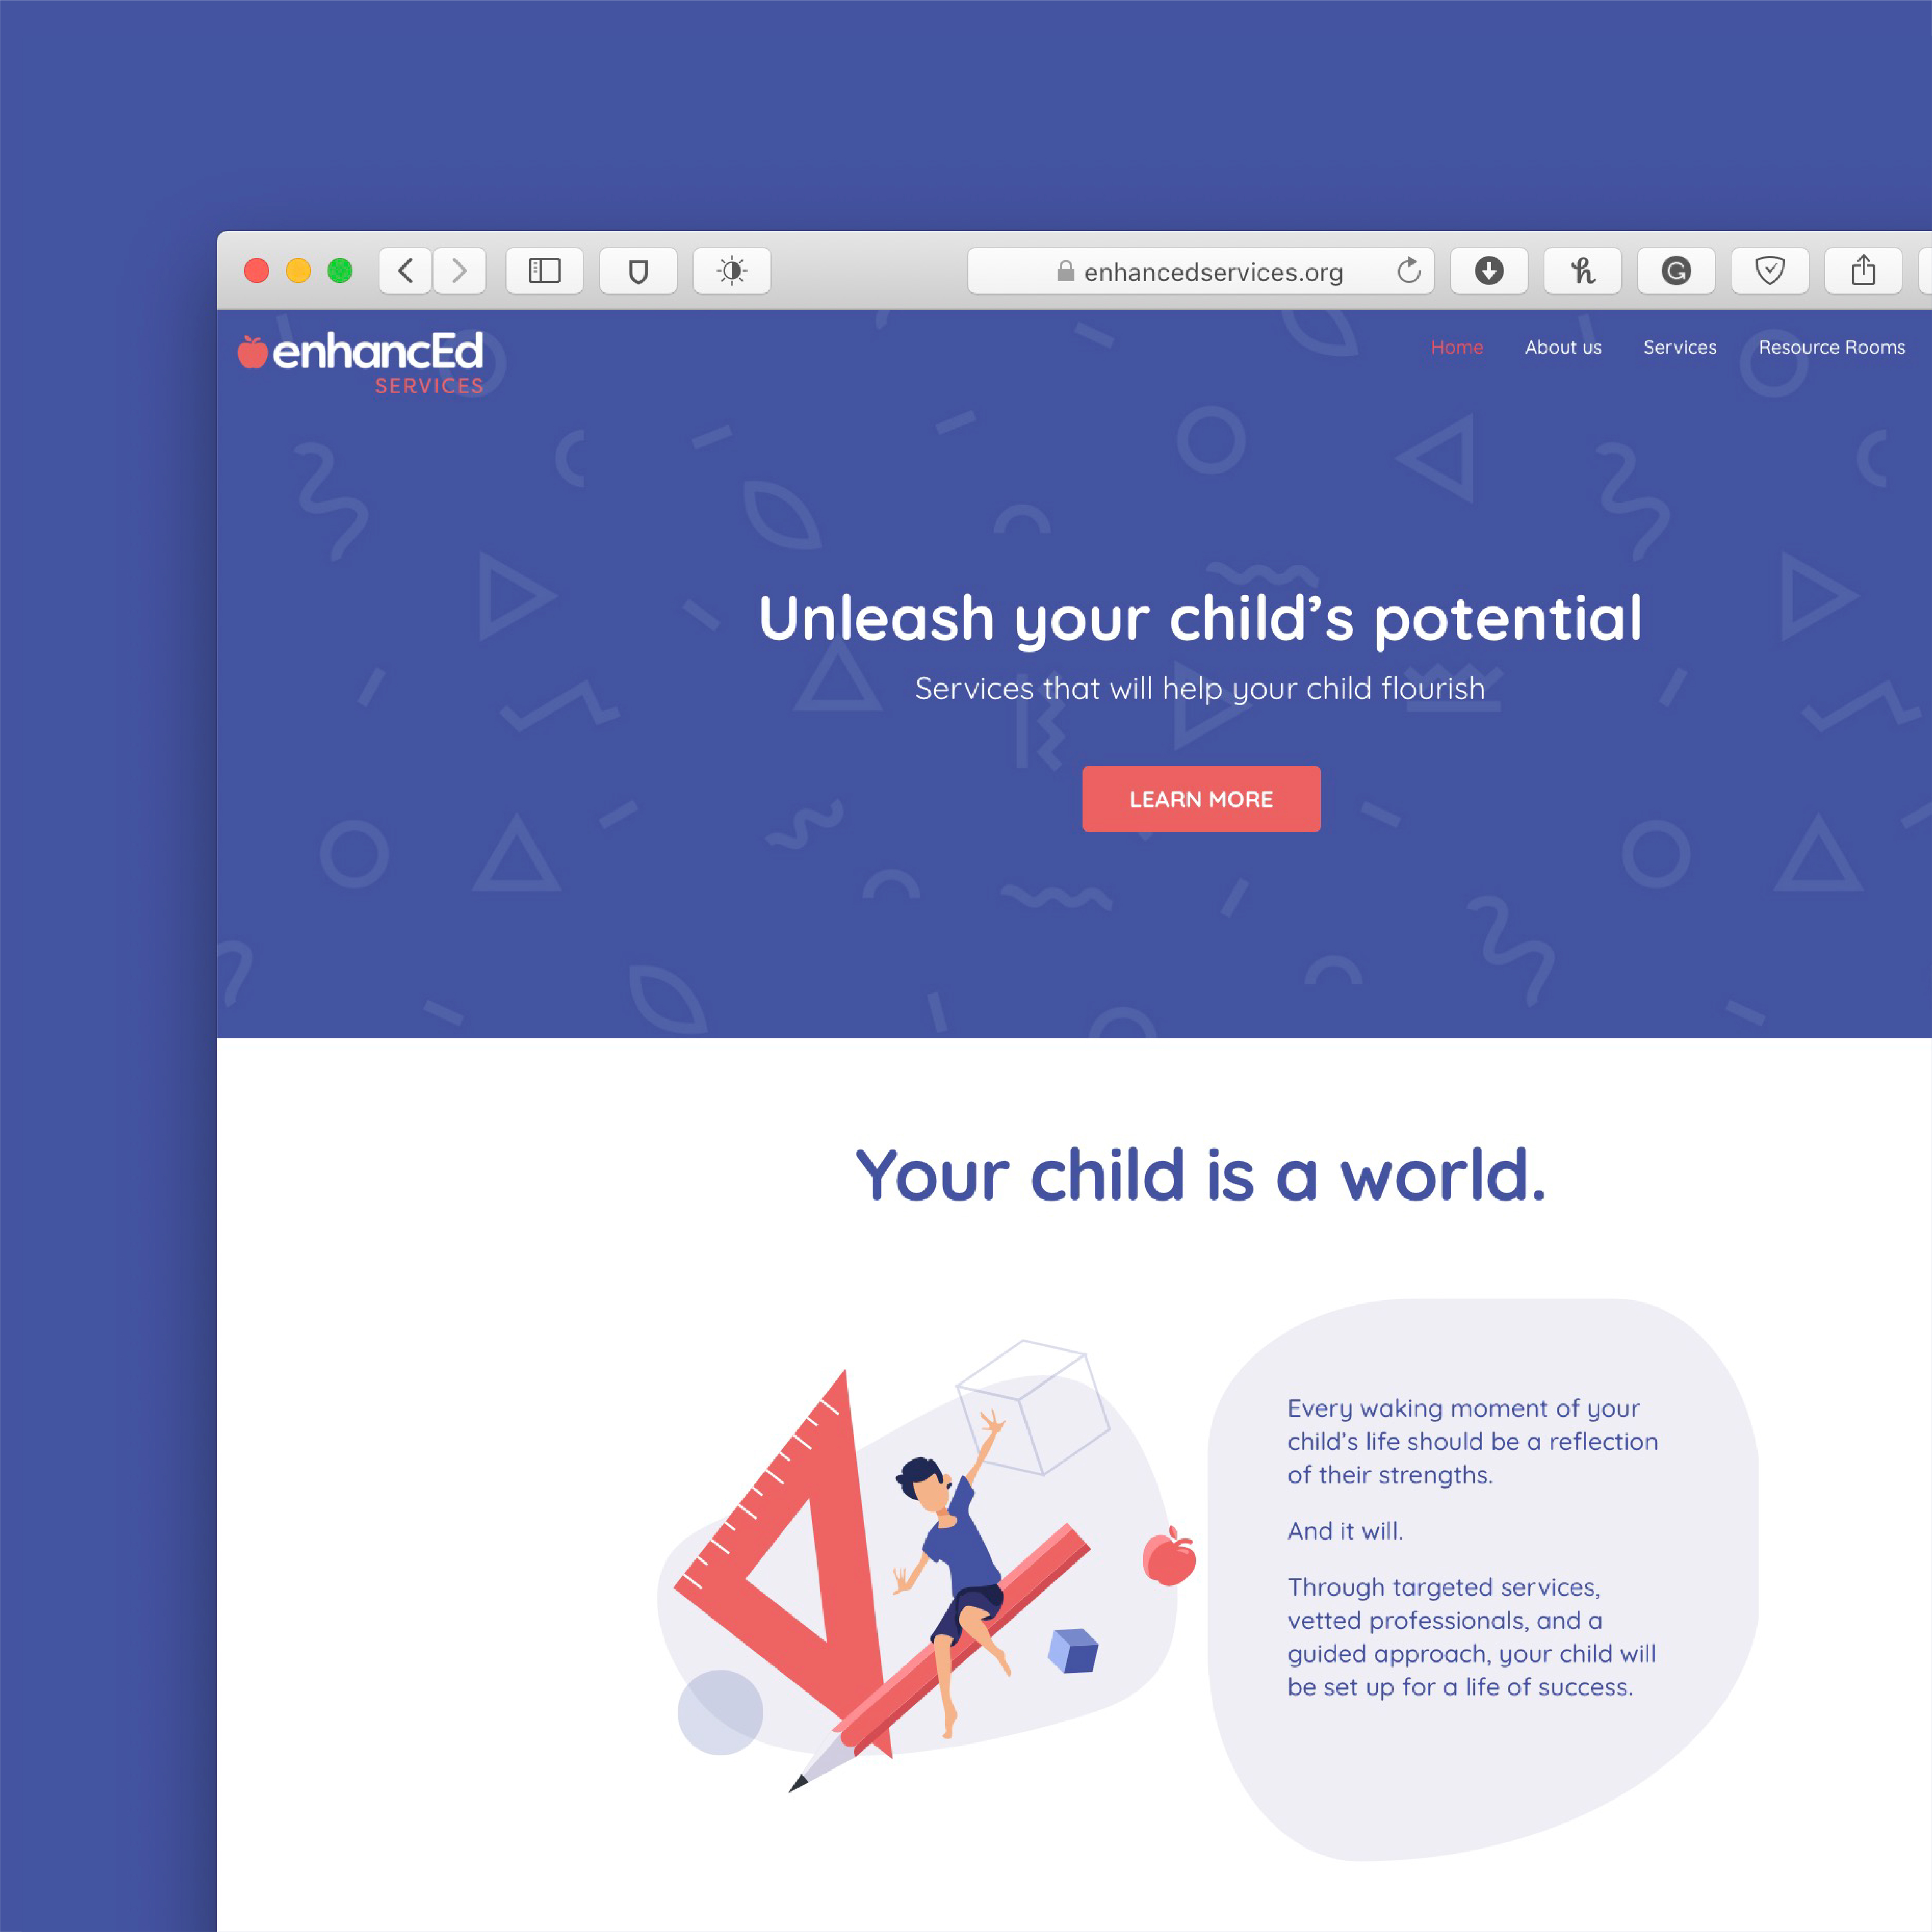 enhancedservices.org
enhancEd
SERVICES
Home About us Services Resource Rooms
Unleash your child’s potential
Services that will help your child flourish
LEARN MORE
Your child is a world.
Every waking moment of your
child’s life should be a reflection
of their strengths.
And it will.
Through targeted services,
vetted professionals, and a
guided approach, your child will
be set up for a life of success.